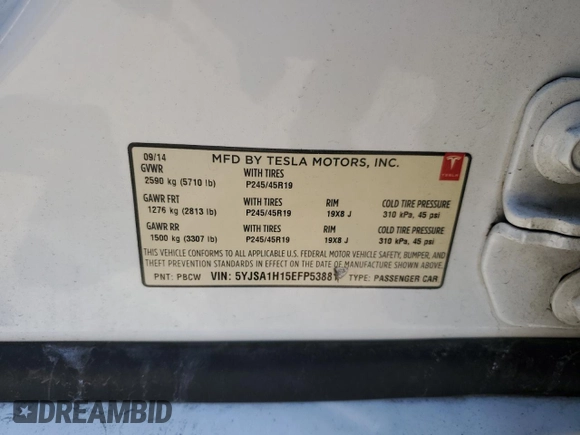 09/14 MFD BY TESLA MOTORS, INC.
GVWR WITH TIRES
2590 kg (5710 lb) P245/45R19
TESLA
GAWR FRT WITH TIRES RIM COLD TIRE PRESSURE
1276 kg (2813 lb) P245/45R19 19X8 J 310 kPa, 45 psi
GAWR RR WITH TIRES RIM COLD TIRE PRESSURE
1500 kg (3307 lb) P245/45R19 19X8 J 310 kPa, 45 psi
THIS VEHICLE CONFORMS TO ALL APPLICABLE U.S. FEDERAL MOTOR VEHICLE SAFETY, BUMPER, AND
THEFT PREVENTION STANDARDS IN EFFECT ON THE DATE OF MANUFACTURE SHOWN ABOVE.
PNT: PBCW VIN: TYPE: PASSENGER CAR
DREAMBID